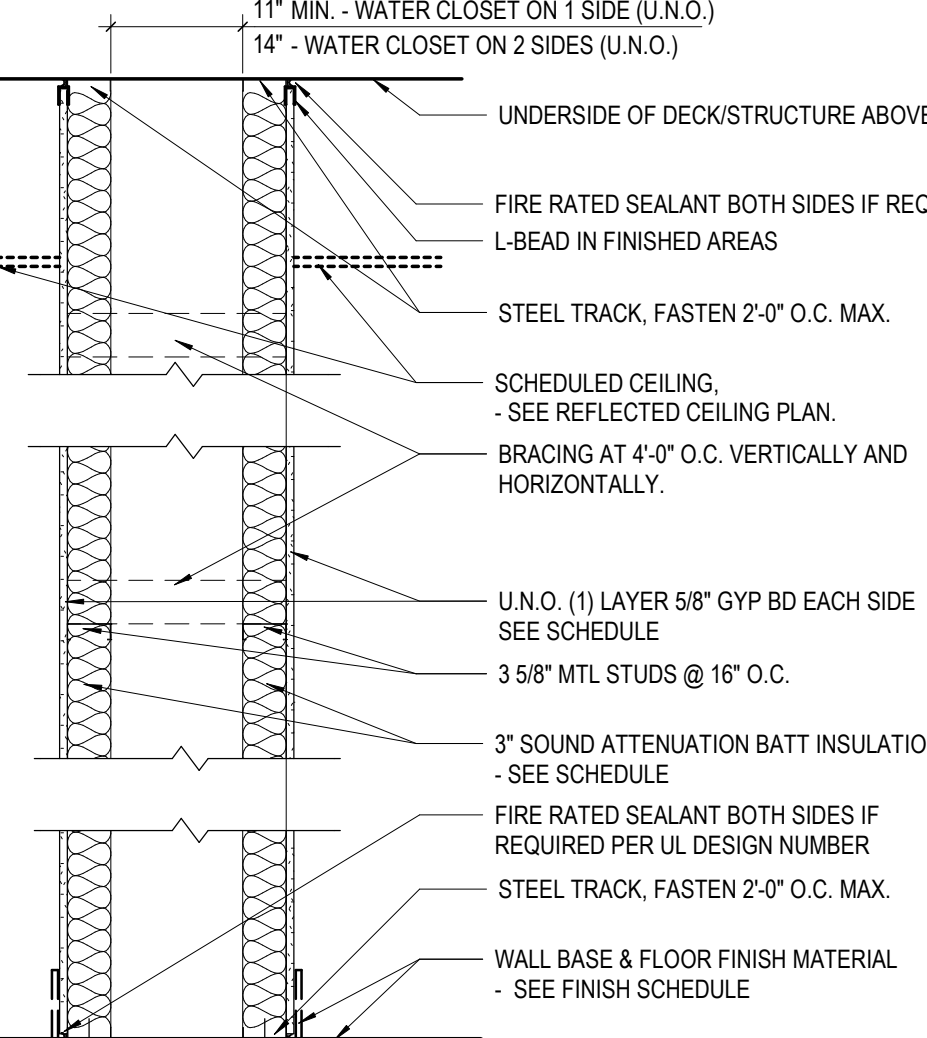 11" MIN. - WATER CLOSET ON 1 SIDE (U.N.O.)
14" - WATER CLOSET ON 2 SIDES (U.N.O.)
UNDERSIDE OF DECK/STRUCTURE ABOVE
FIRE RATED SEALANT BOTH SIDES IF REQ
L-BEAD IN FINISHED AREAS
STEEL TRACK, FASTEN 2'-0" O.C. MAX.
SCHEDULED CEILING,
- SEE REFLECTED CEILING PLAN.
BRACING AT 4'-0" O.C. VERTICALLY AND
HORIZONTALLY.
U.N.O. (1) LAYER 5/8" GYP BD EACH SIDE
SEE SCHEDULE
3 5/8" MTL STUDS @ 16" O.C.
3" SOUND ATTENUATION BATT INSULATIO
- SEE SCHEDULE
FIRE RATED SEALANT BOTH SIDES IF
REQUIRED PER UL DESIGN NUMBER
STEEL TRACK, FASTEN 2'-0" O.C. MAX.
WALL BASE & FLOOR FINISH MATERIAL
- SEE FINISH SCHEDULE